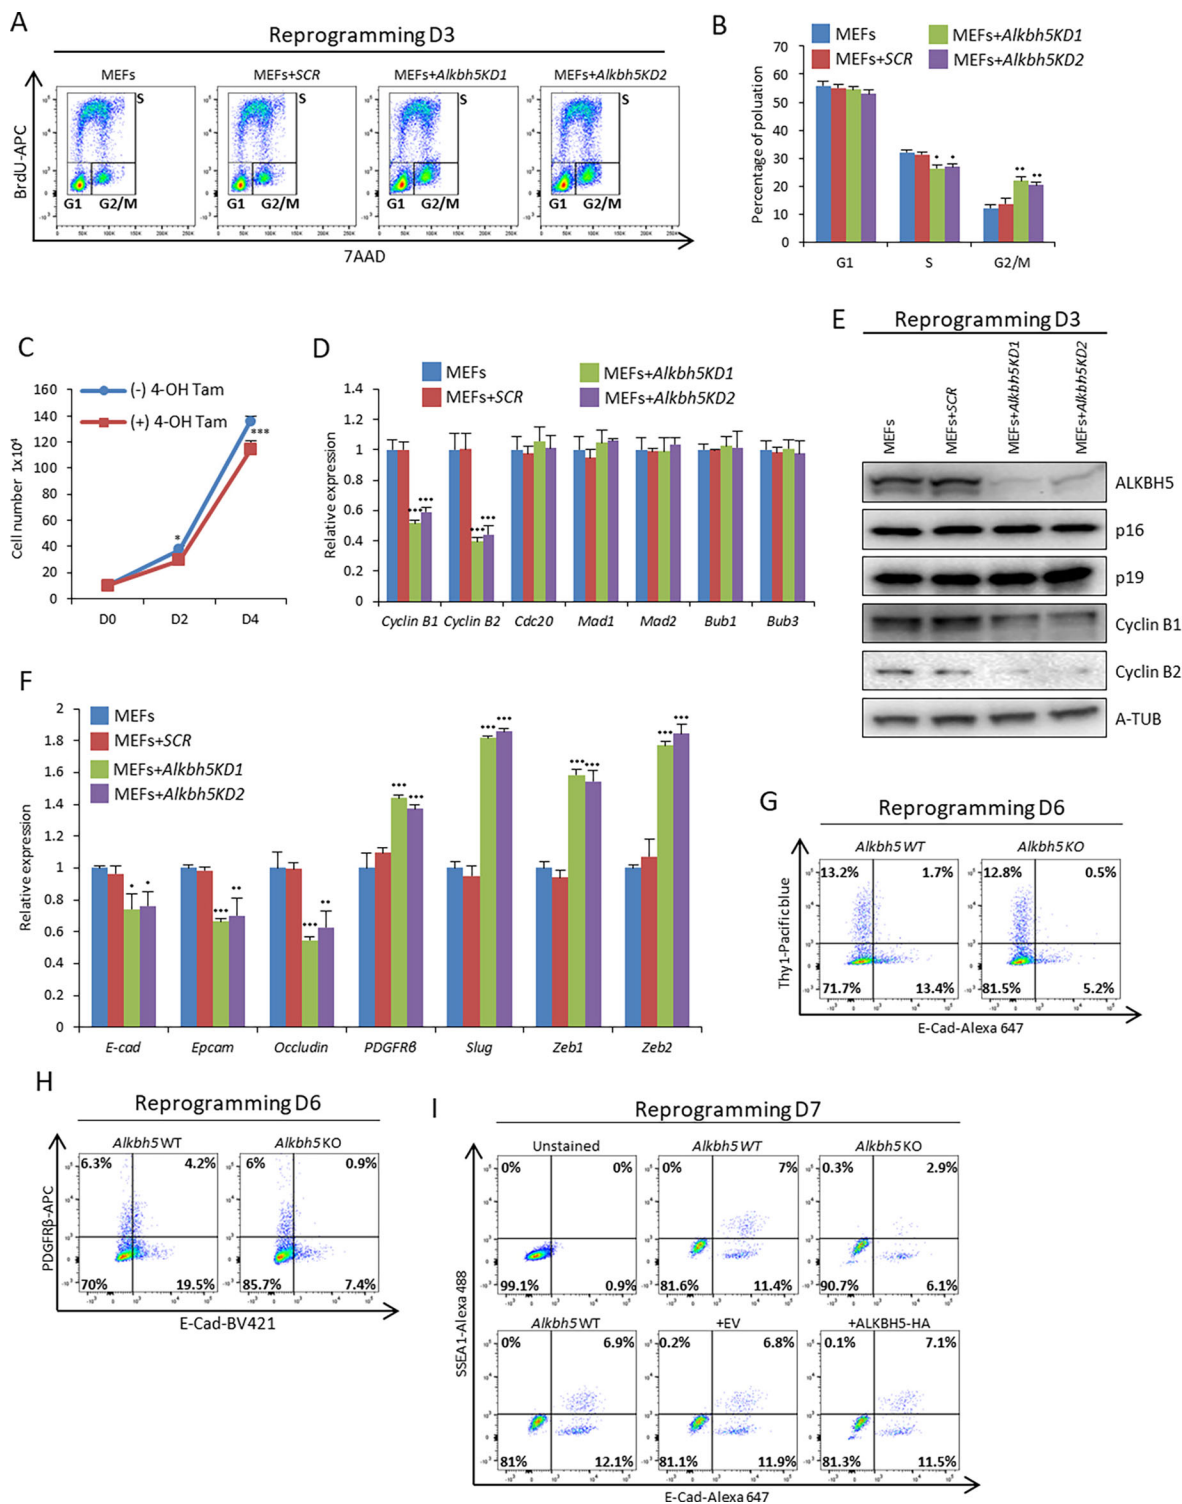 A
Reprogramming D3
MEFs
MEFs+SCR
MEFs+Alkbh5KD1
MEFs+Alkbh5KD2
S
S
S
S
BrdU-APC
G1 G2/M
G1 G2/M
G1 G2/M
G1 G2/M
7AAD
B
MEFs
MEFs+SCR
MEFs+Alkbh5KD1
MEFs+Alkbh5KD2
Percentage of poluation
70
60
50
40
30
20
10
0
G1
S
G2/M
C
(-) 4-OH Tam
(+) 4-OH Tam
Cell number 1x10⁴
160
140
120
100
80
60
40
20
0
*
***
D0
D2
D4
D
MEFs
MEFs+SCR
MEFs+Alkbh5KD1
MEFs+Alkbh5KD2
Relative expression
1.4
1.2
1
0.8
0.6
0.4
0.2
0
Cyclin B1
Cyclin B2
Cdc20
Mad1
Mad2
Bub1
Bub3
E
Reprogramming D3
MEFs
MEFs+SCR
MEFs+Alkbh5KD1
MEFs+Alkbh5KD2
ALKBH5
p16
p19
Cyclin B1
Cyclin B2
A-TUB
F
MEFs
MEFs+SCR
MEFs+Alkbh5KD1
MEFs+Alkbh5KD2
Relative expression
2
1.8
1.6
1.4
1.2
1
0.8
0.6
0.4
0.2
0
E-cad
Epcam
Occludin
PDGFRβ
Slug
Zeb1
Zeb2
G
Reprogramming D6
Alkbh5 WT
Alkbh5 KO
Thy1-Pacific blue
13.2% 1.7%
71.7% 13.4%
12.8% 0.5%
81.5% 5.2%
E-Cad-Alexa 647
H
Reprogramming D6
Alkbh5 WT
Alkbh5 KO
PDGFRβ-APC
6.3% 4.2%
70% 19.5%
6% 0.9%
85.7% 7.4%
E-Cad-BV421
I
Reprogramming D7
Unstained
Alkbh5 WT
Alkbh5 KO
0% 0%
99.1% 0.9%
0% 7%
81.6% 11.4%
0.3% 2.9%
90.7% 6.1%
SSEA1-Alexa 488
Alkbh5 WT
+EV
+ALKBH5-HA
0% 6.9%
81% 12.1%
0.2% 6.8%
81.1% 11.9%
0.1% 7.1%
81.3% 11.5%
E-Cad-Alexa 647